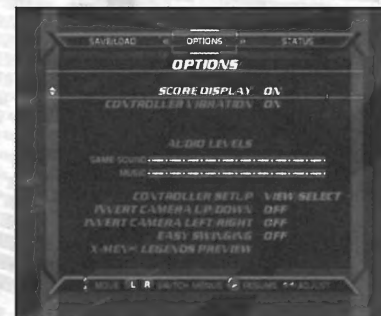 SAVE/LOAD « OPTIONS » STATUS
OPTIONS
SCORE DISPLAY ON
CONTROLLER VIBRATION ON
AUDIO LEVELS
GAME SOUND
MUSIC
CONTROLLER SETUP VIEW SELECT
INVERT CAMERA UP/DOWN OFF
INVERT CAMERA LEFT/RIGHT OFF
EASY SWINGING OFF
X-MEN: LEGENDS PREVIEW
MOVE L R SWITCH MENUS RESUME ADJUST